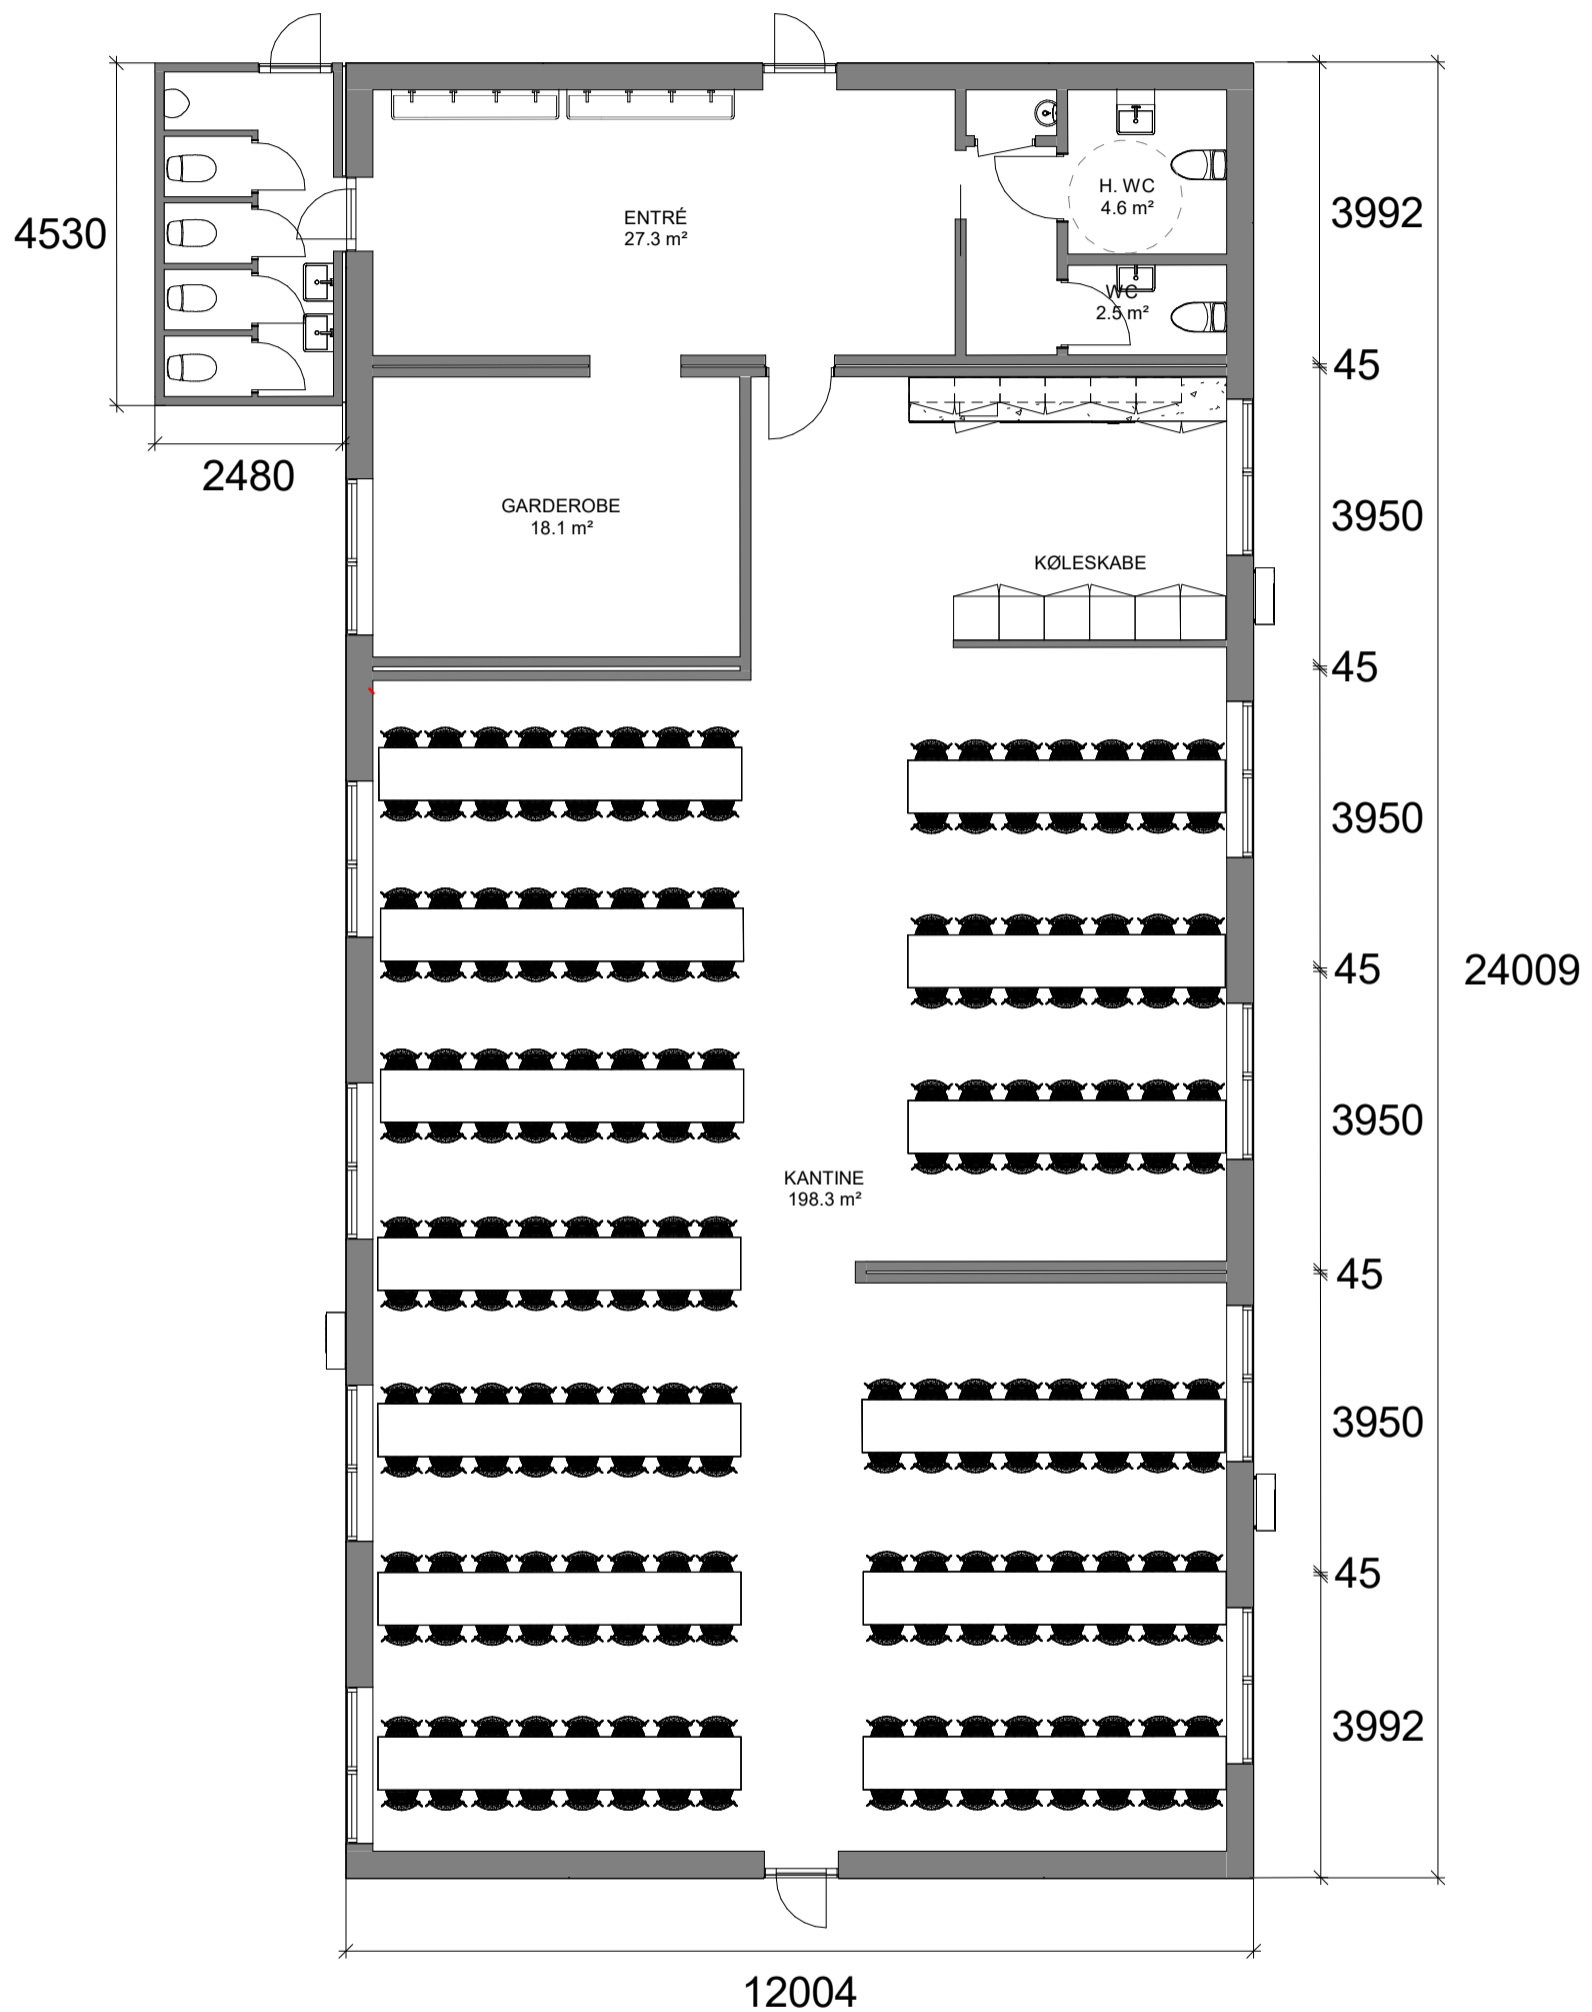 4530
2480
ENTRÉ
27.3 m²
H. WC
4.6 m²
WC
2.5 m²
GARDEROBE
18.1 m²
KØLESKABE
KANTINE
198.3 m²
3992
45
3950
45
3950
45
3950
45
3950
45
3992
24009
12004